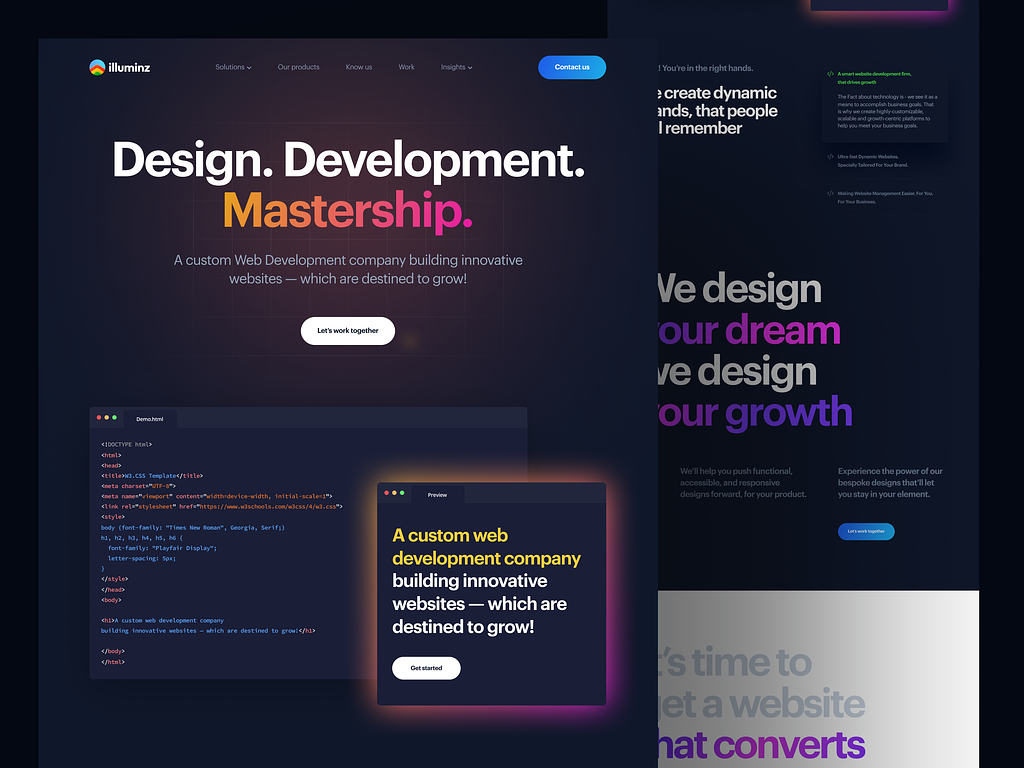 illuminz
Solutions
Our products
Know us
Work
Insights
Contact us
Design. Development.
Mastership.
A custom Web Development company building innovative
websites — which are destined to grow!
Let's work together
Demo.html
<!DOCTYPE html>
<html>
<head>
<title>W3.CSS Template</title>
<meta charset="UTF-8">
<meta name="viewport" content="width=device-width, initial-scale=1">
<link rel="stylesheet" href="https://www.w3schools.com/w3css/4/w3.css">
<style>
body {font-family: "Times New Roman", Georgia, Serif;}
h1, h2, h3, h4, h5, h6 {
font-family: "Playfair Display";
letter-spacing: 5px;
}
</style>
</head>
<body>
<h1>A custom web development company
building innovative websites — which are destined to grow!</h1>
</body>
</html>
Preview
A custom web
development company
building innovative
websites — which are
destined to grow!
Get started
! You're in the right hands.
e create dynamic
ands, that people
l remember
</> A smart website development firm,
that drives growth
The Fact about technology is - we see it as a
means to accomplish business goals. That
is why we create highly-customizable,
scalable and growth-centric platforms to
help you meet your business goals.
</> Ultra-fast Dynamic Websites.
Specially Tailored For Your Brand.
</> Making Website Management Easier. For You.
For Your Business.
We design
your dream
we design
your growth
We'll help you push functional,
accessible, and responsive
designs forward, for your product.
Experience the power of our
bespoke designs that'll let
you stay in your element.
Let's work together
t's time to
get a website
that converts